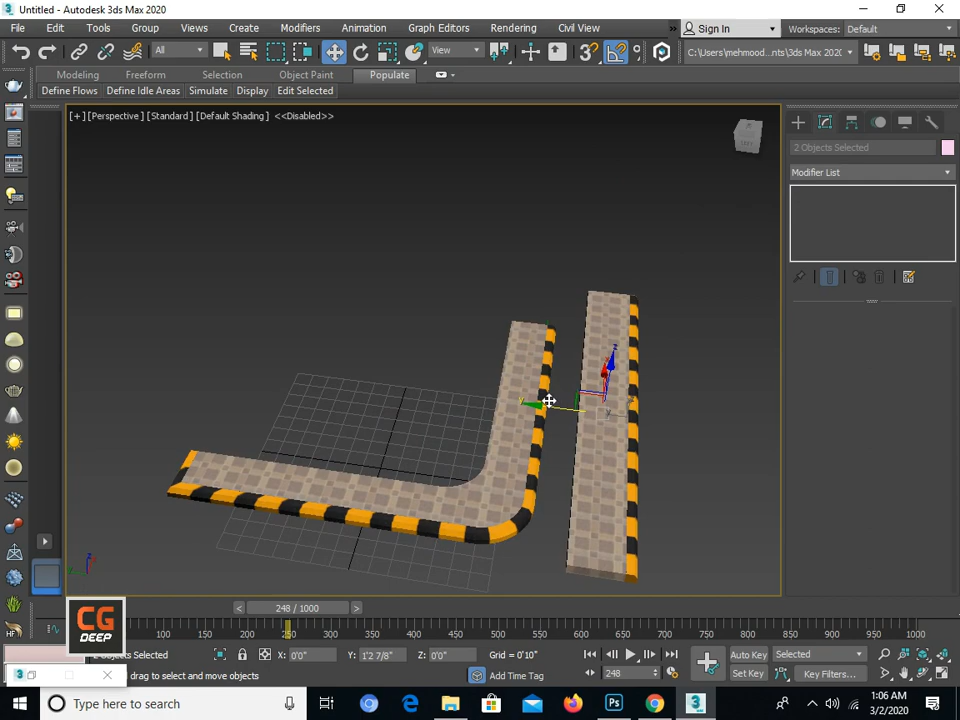 Untitled - Autodesk 3ds Max 2020
File Edit Tools Group Views Create Modifiers Animation Graph Editors Rendering Civil View » Sign In Workspaces: Default
All View C:\Users\mehmood...nts\3ds Max 2020
Modeling Freeform Selection Object Paint Populate
Define Flows Define Idle Areas Simulate Display Edit Selected
[+] [Perspective] [Standard] [Default Shading] <<Disabled>>
2 Objects Selected
Modifier List
z
y
y
z
HF
248 / 1000
CG
DEEP
100 150 200 250 300 350 400 450 500 550 600 650 700 750 800 850 900 950 1000
Objects Selected X: 0'0" Y: 1'2 7/8" Z: 0'0" Grid = 0'10" Auto Key Selected
drag to select and move objects Add Time Tag 248 Set Key Key Filters...
3
Type here to search Ps 3 1:06 AM
3/2/2020